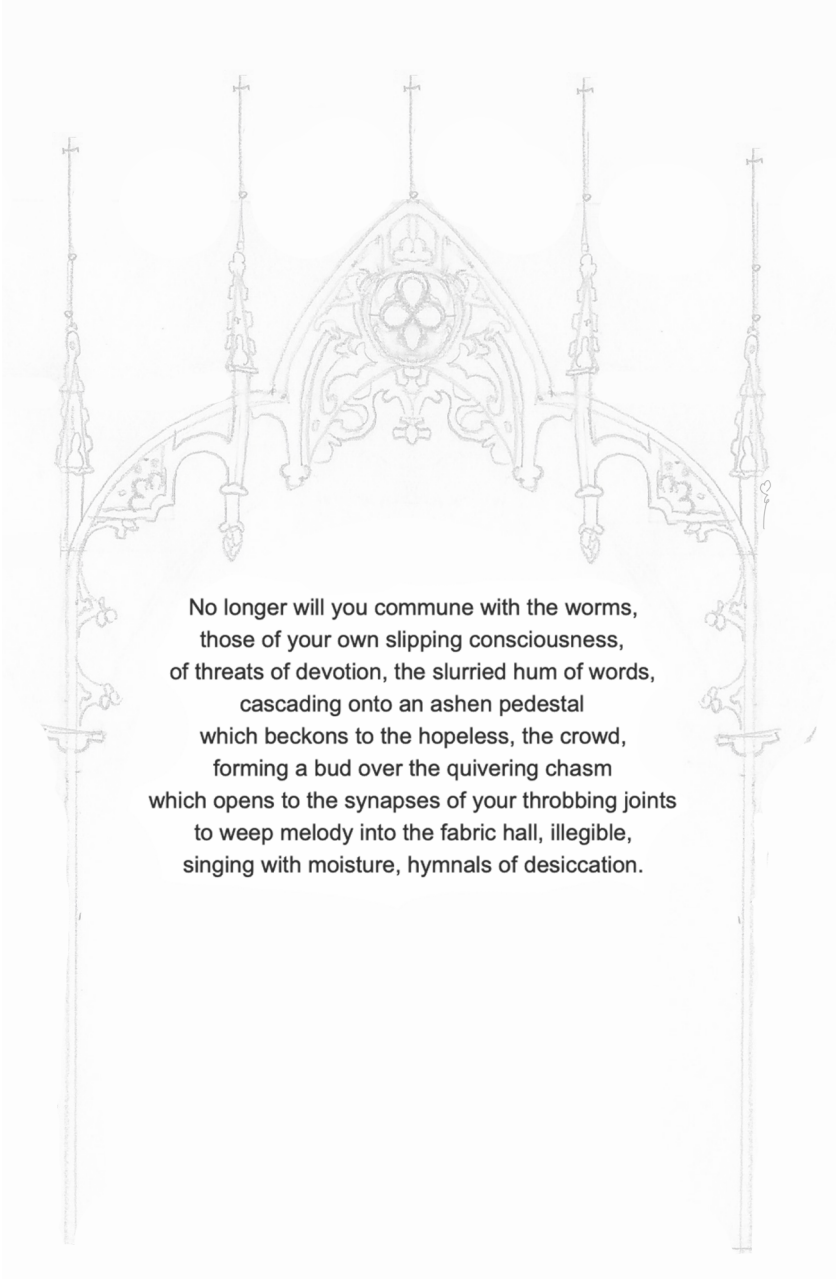 No longer will you commune with the worms,
those of your own slipping consciousness,
of threats of devotion, the slurried hum of words,
cascading onto an ashen pedestal
which beckons to the hopeless, the crowd,
forming a bud over the quivering chasm
which opens to the synapses of your throbbing joints
to weep melody into the fabric hall, illegible,
singing with moisture, hymnals of desiccation.